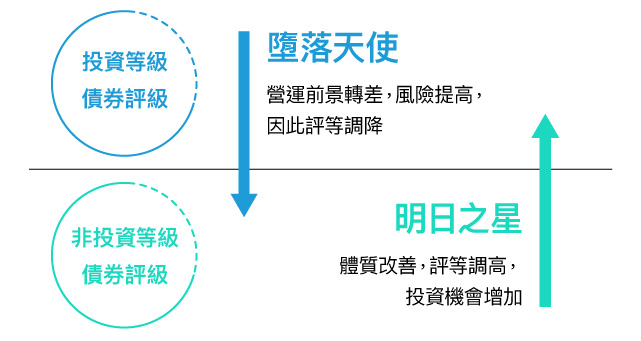 投資等級
債券評級
墮落天使
營運前景轉差，風險提高，
因此評等調降
非投資等級
債券評級
明日之星
體質改善，評等調高，
投資機會增加